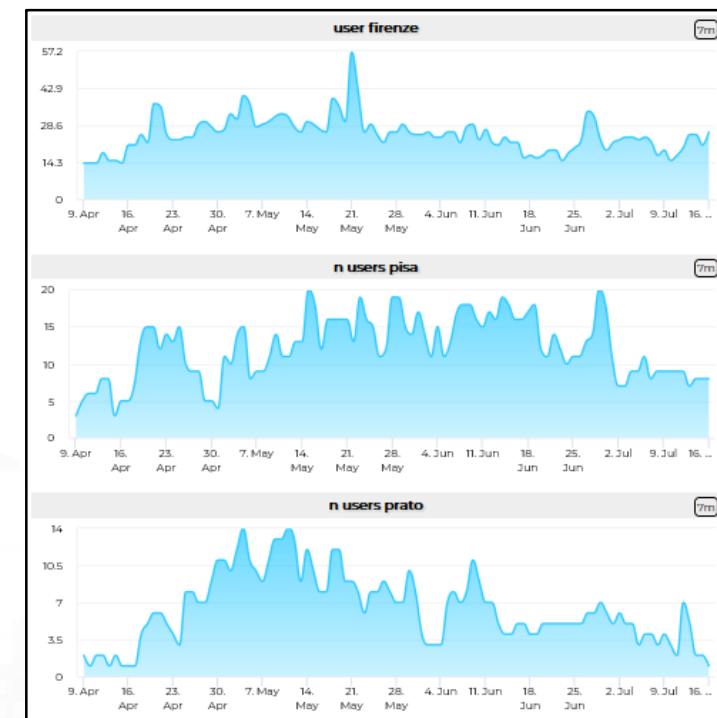 user firenze 7m
57.2
42.9
28.6
14.3
0
9. Apr 16. Apr 23. Apr 30. Apr 7. May 14. May 21. May 28. May 4. Jun 11. Jun 18. Jun 25. Jun 2. Jul 9. Jul 16. ...
n users pisa 7m
20
15
10
5
0
9. Apr 16. Apr 23. Apr 30. Apr 7. May 14. May 21. May 28. May 4. Jun 11. Jun 18. Jun 25. Jun 2. Jul 9. Jul 16. ...
n users prato 7m
14
10.5
7
3.5
0
9. Apr 16. Apr 23. Apr 30. Apr 7. May 14. May 21. May 28. May 4. Jun 11. Jun 18. Jun 25. Jun 2. Jul 9. Jul 16. ...